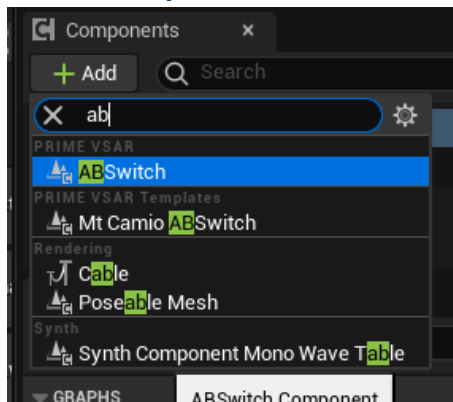 Components
+ Add
Search
ab
PRIME VSAR
ABSwitch
PRIME VSAR Templates
Mt Camio ABSwitch
Rendering
Cable
Poseable Mesh
Synth
Synth Component Mono Wave Table
GRAPHS
ABSwitch Component